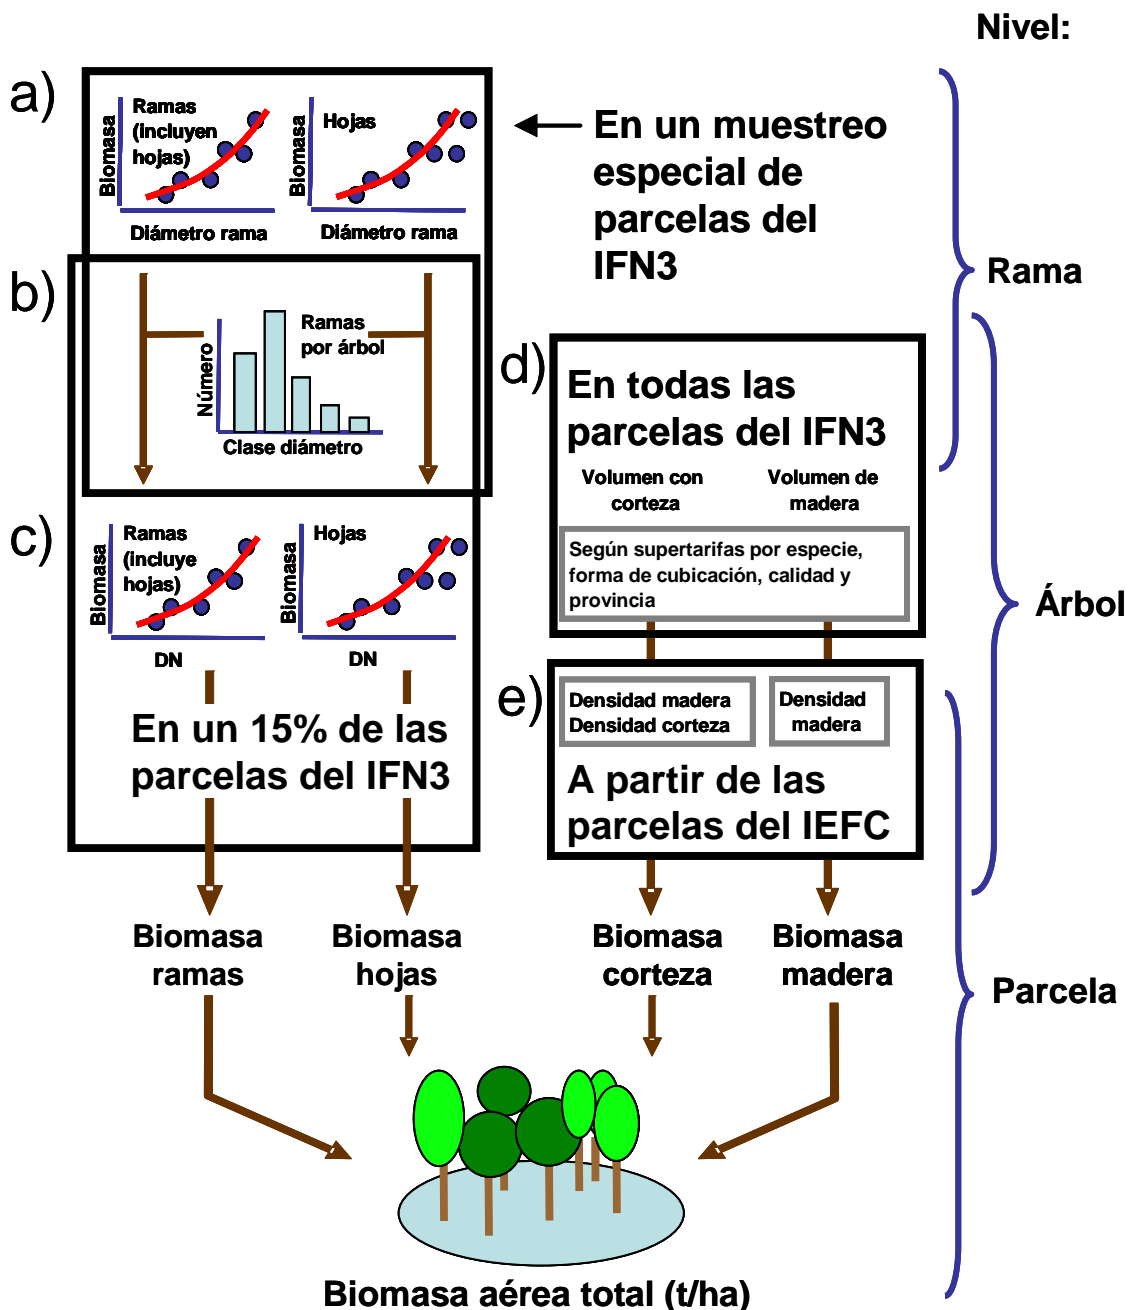 Nivel:
a)
Biomasa
Ramas
(incluyen
hojas)
Diámetro rama
Biomasa
Hojas
Diámetro rama
En un muestreo
especial de
parcelas del
IFN3
Rama
b)
Número
Ramas
por árbol
Clase diámetro
d)
En todas las
parcelas del IFN3
Volumen con
corteza
Volumen de
madera
Según supertarifas por especie,
forma de cubicación, calidad y
provincia
Árbol
c)
Biomasa
Ramas
(incluye
hojas)
DN
Biomasa
Hojas
DN
En un 15% de las
parcelas del IFN3
e)
Densidad madera
Densidad corteza
Densidad
madera
A partir de las
parcelas del IEFC
Biomasa
ramas
Biomasa
hojas
Biomasa
corteza
Biomasa
madera
Parcela
Biomasa aérea total (t/ha)